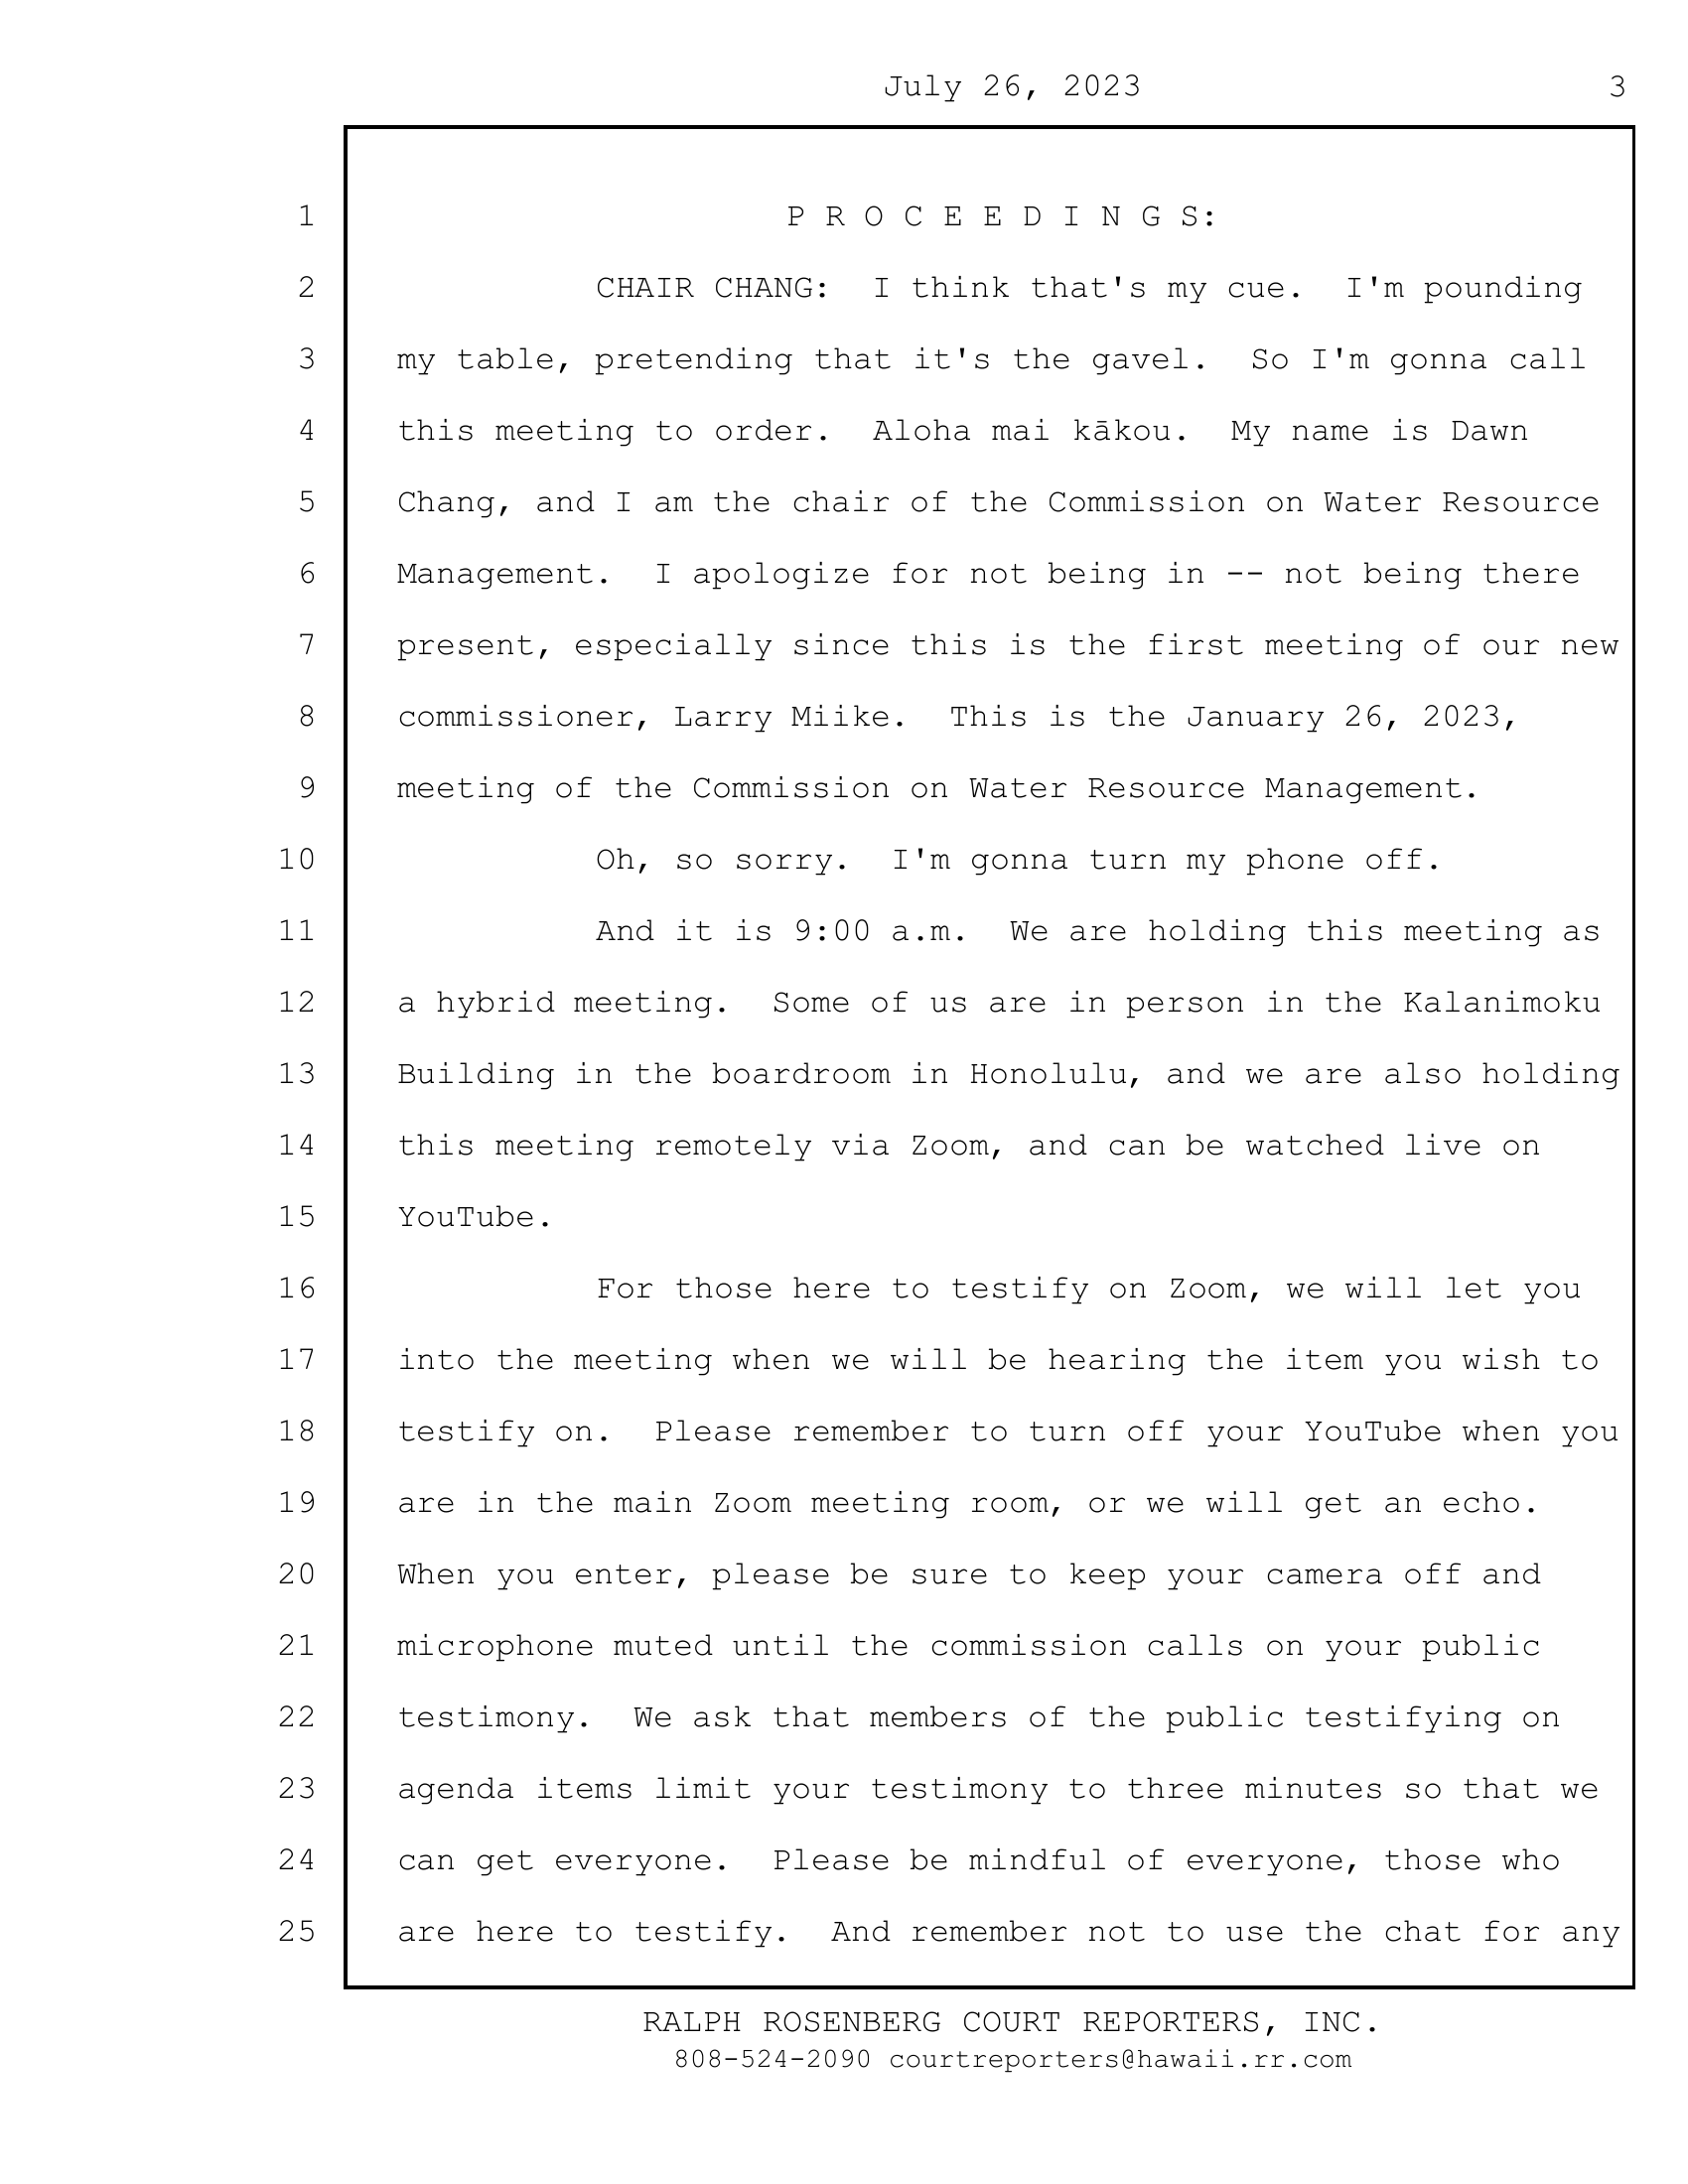 July 26, 2023 3
1 P R O C E E D I N G S:
2 CHAIR CHANG:  I think that's my cue.  I'm pounding
3 my table, pretending that it's the gavel.  So I'm gonna call
4 this meeting to order.  Aloha mai kākou.  My name is Dawn
5 Chang, and I am the chair of the Commission on Water Resource
6 Management.  I apologize for not being in -- not being there
7 present, especially since this is the first meeting of our new
8 commissioner, Larry Miike.  This is the January 26, 2023,
9 meeting of the Commission on Water Resource Management.
10 Oh, so sorry.  I'm gonna turn my phone off.
11 And it is 9:00 a.m.  We are holding this meeting as
12 a hybrid meeting.  Some of us are in person in the Kalanimoku
13 Building in the boardroom in Honolulu, and we are also holding
14 this meeting remotely via Zoom, and can be watched live on
15 YouTube.
16 For those here to testify on Zoom, we will let you
17 into the meeting when we will be hearing the item you wish to
18 testify on.  Please remember to turn off your YouTube when you
19 are in the main Zoom meeting room, or we will get an echo.
20 When you enter, please be sure to keep your camera off and
21 microphone muted until the commission calls on your public
22 testimony.  We ask that members of the public testifying on
23 agenda items limit your testimony to three minutes so that we
24 can get everyone.  Please be mindful of everyone, those who
25 are here to testify.  And remember not to use the chat for any
RALPH ROSENBERG COURT REPORTERS, INC.
808-524-2090 courtreporters@hawaii.rr.com